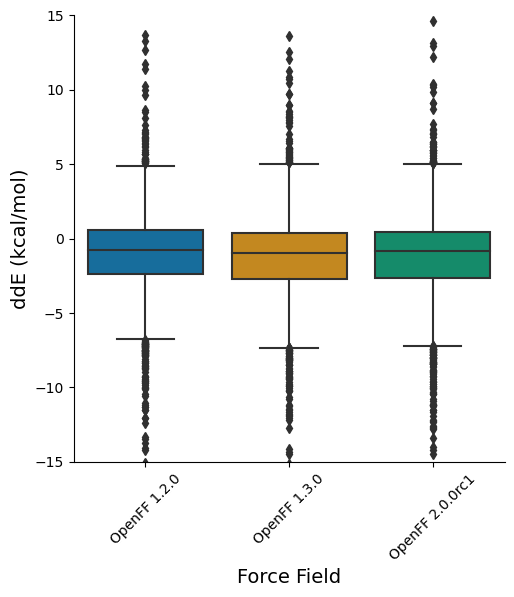 15
10
5
0
−5
−10
−15
ddE (kcal/mol)
OpenFF 1.2.0
OpenFF 1.3.0
OpenFF 2.0.0rc1
Force Field